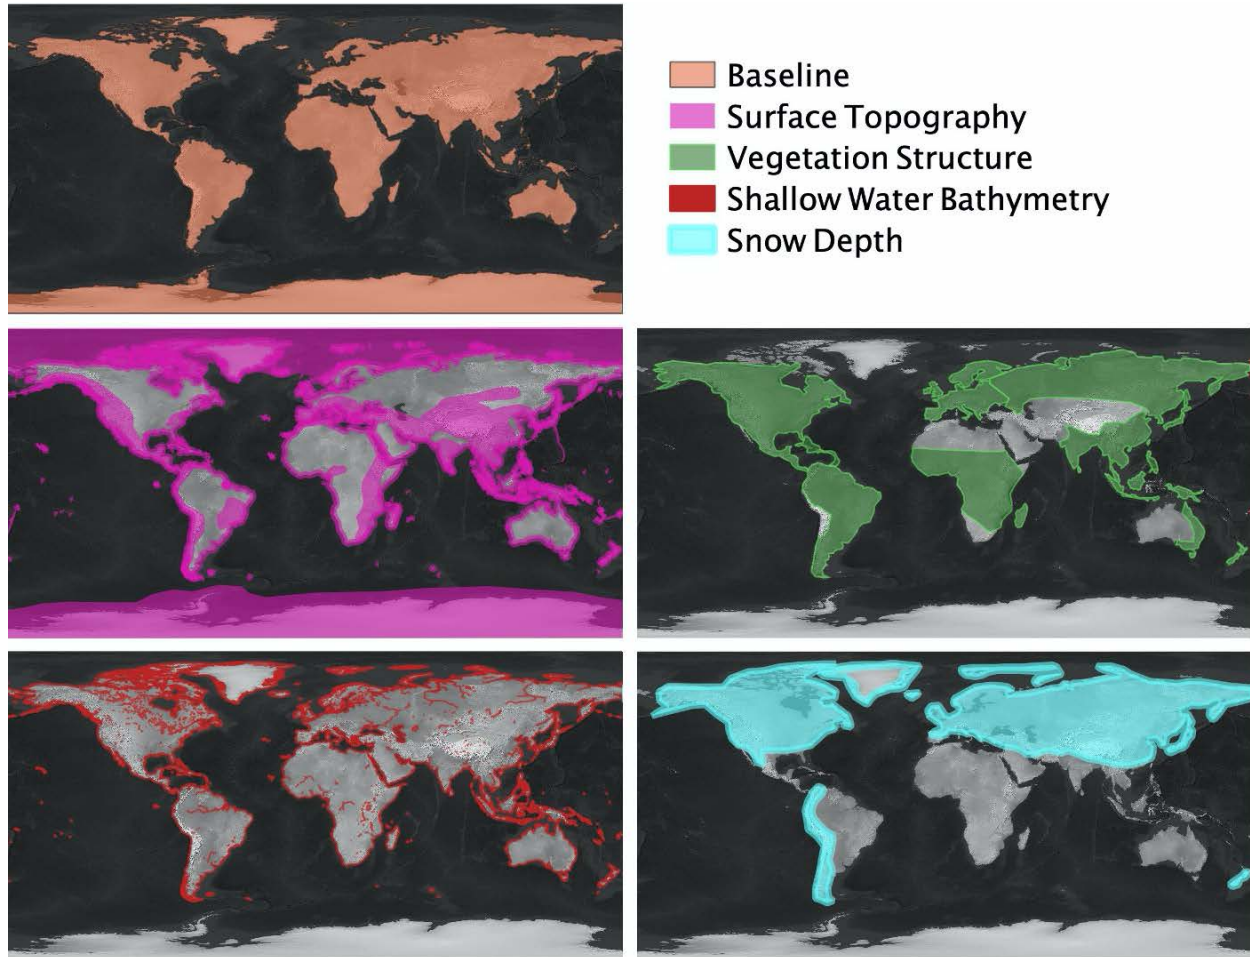 Baseline
Surface Topography
Vegetation Structure
Shallow Water Bathymetry
Snow Depth